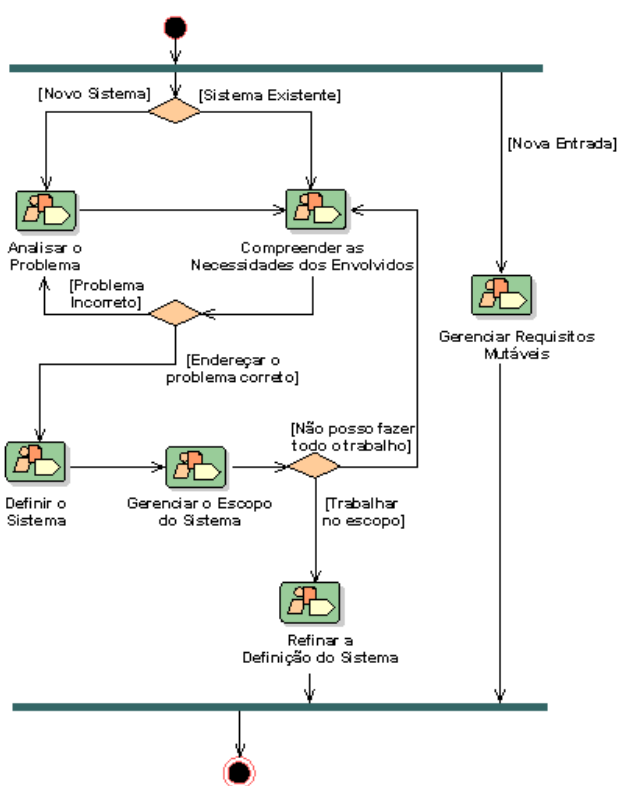 [Novo Sistema]
[Sistema Existente]
[Nova Entrada]
Analisar o
Problema
Compreender as
Necessidades dos Envolvidos
[Problema
Incorreto]
Gerenciar Requisitos
Mutáveis
[Endereçar o
problema correto]
[Não posso fazer
todo o trabalho]
Definir o
Sistema
Gerenciar o Escopo
do Sistema
[Trabalhar
no escopo]
Refinar a
Definição do Sistema